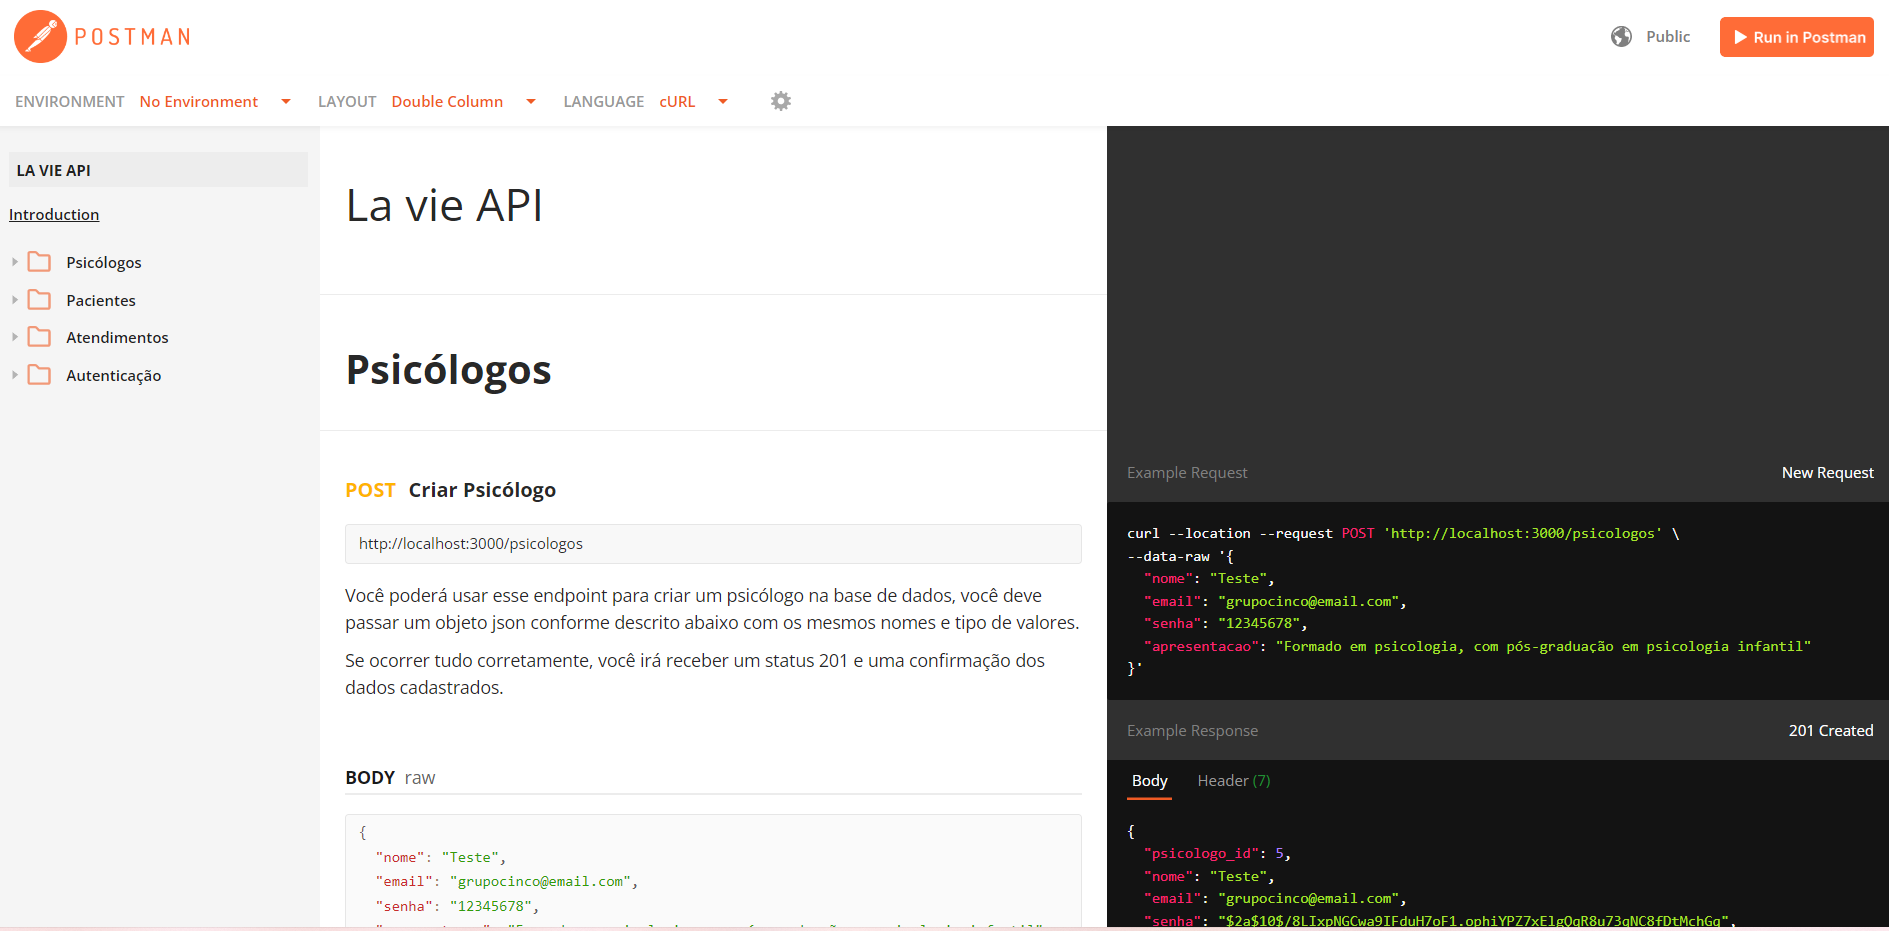 POSTMAN
Public
Run in Postman
ENVIRONMENT No Environment LAYOUT Double Column LANGUAGE cURL
LA VIE API
Introduction
Psicólogos
Pacientes
Atendimentos
Autenticação
La vie API
Psicólogos
POST Criar Psicólogo
http://localhost:3000/psicologos
Você poderá usar esse endpoint para criar um psicólogo na base de dados, você deve
passar um objeto json conforme descrito abaixo com os mesmos nomes e tipo de valores.
Se ocorrer tudo corretamente, você irá receber um status 201 e uma confirmação dos
dados cadastrados.
BODY raw
{
"nome": "Teste",
"email": "grupocinco@email.com",
"senha": "12345678",
Example Request New Request
curl --location --request POST 'http://localhost:3000/psicologos' \
--data-raw '{
"nome": "Teste",
"email": "grupocinco@email.com",
"senha": "12345678",
"apresentacao": "Formado em psicologia, com pós-graduação em psicologia infantil"
}'
Example Response 201 Created
Body Header (7)
{
"psicologo_id": 5,
"nome": "Teste",
"email": "grupocinco@email.com",
"senha":